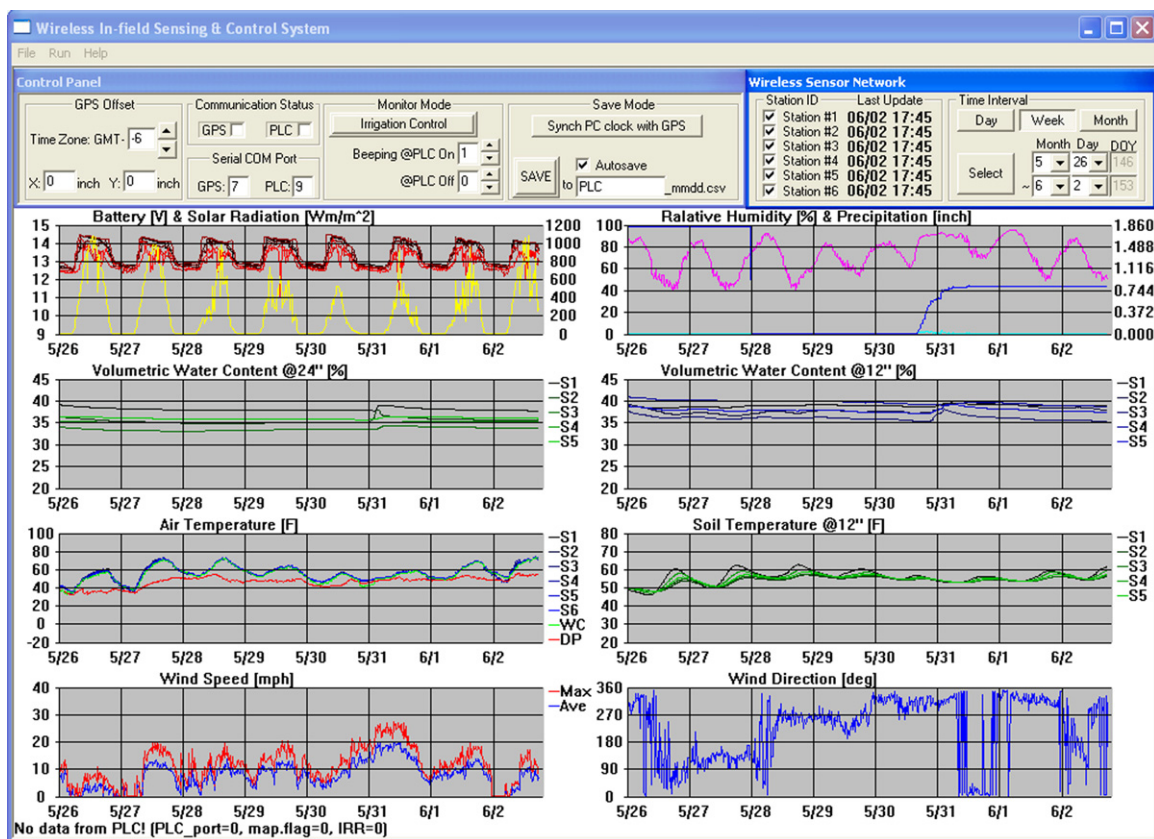 Wireless In-field Sensing & Control System
File Run Help
Control Panel
GPS Offset
Time Zone: GMT- -6
X: 0 inch Y: 0 inch
Communication Status
GPS PLC
Serial COM Port
GPS: 7 PLC: 9
Monitor Mode
Irrigation Control
Beeping @PLC On 1
@PLC Off 0
Save Mode
Synch PC clock with GPS
SAVE Autosave
to PLC _mmdd.csv
Wireless Sensor Network
Station ID Last Update
Station #1 06/02 17:45
Station #2 06/02 17:45
Station #3 06/02 17:45
Station #4 06/02 17:45
Station #5 06/02 17:45
Station #6 06/02 17:45
Time Interval
Day Week Month
Month Day DOY
Select 5 26 146
~ 6 2 153
Battery [V] & Solar Radiation [Wm/m^2]
15 1200
14 1000
13 800
12 600
11 400
10 200
9 0
5/26 5/27 5/28 5/29 5/30 5/31 6/1 6/2
Ralative Humidity [%] & Precipitation [inch]
100 1.860
80 1.488
60 1.116
40 0.744
20 0.372
0 0.000
5/26 5/27 5/28 5/29 5/30 5/31 6/1 6/2
Volumetric Water Content @24" [%]
45
40
35
30
25
20
S1
S2
S3
S4
S5
5/26 5/27 5/28 5/29 5/30 5/31 6/1 6/2
Volumetric Water Content @12" [%]
45
40
35
30
25
20
S1
S2
S3
S4
S5
5/26 5/27 5/28 5/29 5/30 5/31 6/1 6/2
Air Temperature [F]
100
80
60
40
20
0
-20
S1
S2
S3
S4
S5
S6
WC
DP
5/26 5/27 5/28 5/29 5/30 5/31 6/1 6/2
Soil Temperature @12" [F]
80
70
60
50
40
30
20
S1
S2
S3
S4
S5
5/26 5/27 5/28 5/29 5/30 5/31 6/1 6/2
Wind Speed [mph]
40
30
20
10
0
Max
Ave
5/26 5/27 5/28 5/29 5/30 5/31 6/1 6/2
Wind Direction [deg]
360
270
180
90
0
5/26 5/27 5/28 5/29 5/30 5/31 6/1 6/2
No data from PLC! [PLC_port=0, map.flag=0, IRR=0]